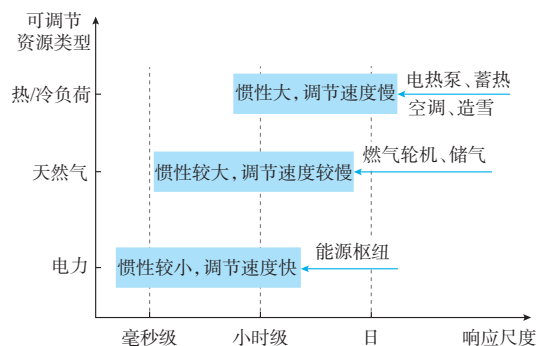 可调节
资源类型
热/冷负荷
惯性大，调节速度慢
电热泵、蓄热
空调、造雪
天然气
惯性较大，调节速度较慢
燃气轮机、储气
电力
惯性较小，调节速度快
能源枢纽
毫秒级
小时级
日
响应尺度